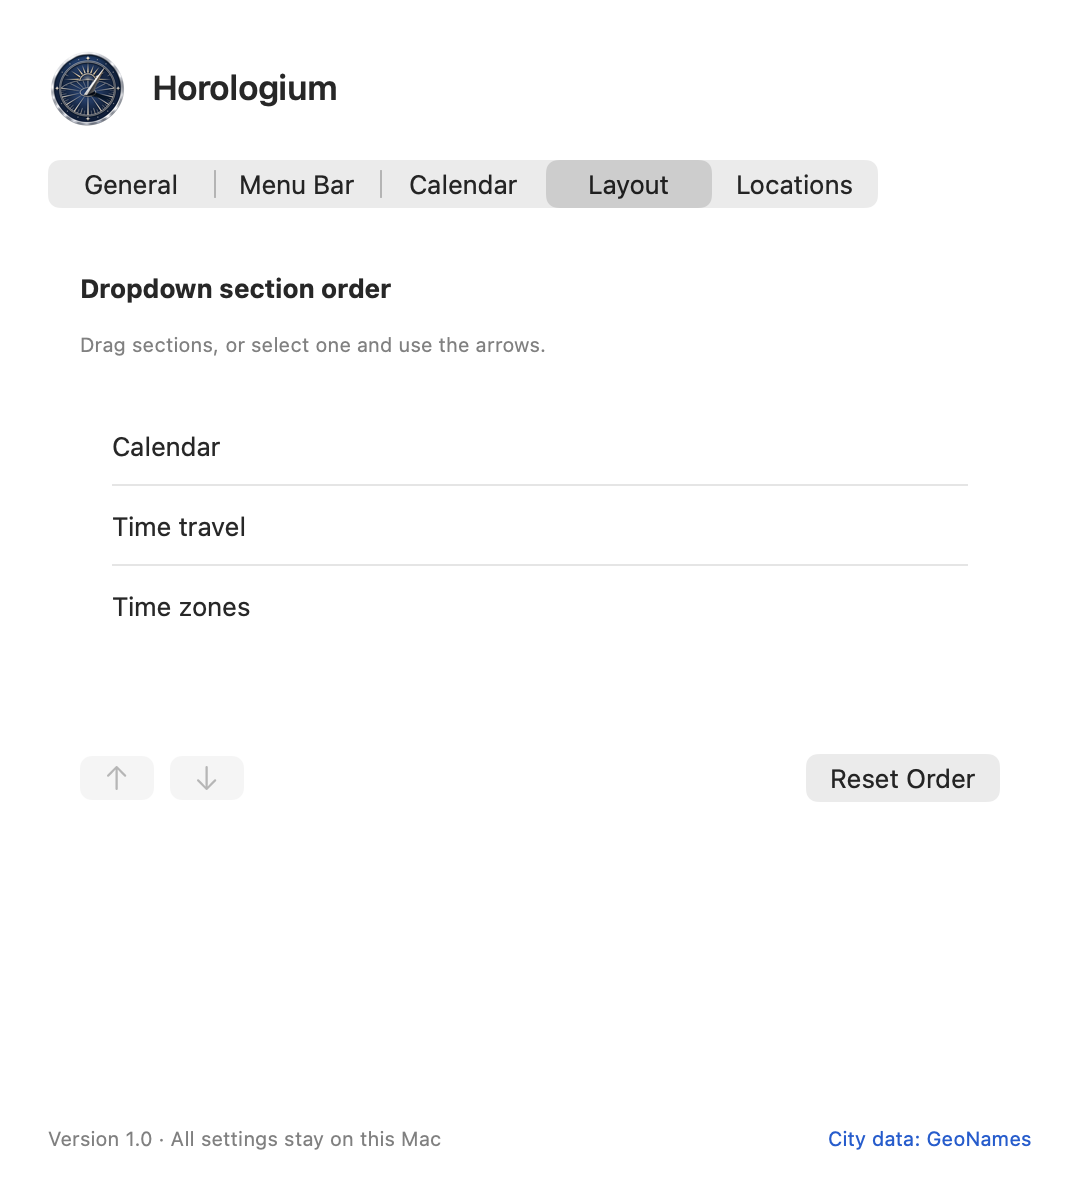 Horologium
General
Menu Bar
Calendar
Layout
Locations
Dropdown section order
Drag sections, or select one and use the arrows.
Calendar
Time travel
Time zones
Reset Order
Version 1.0 · All settings stay on this Mac
City data: GeoNames